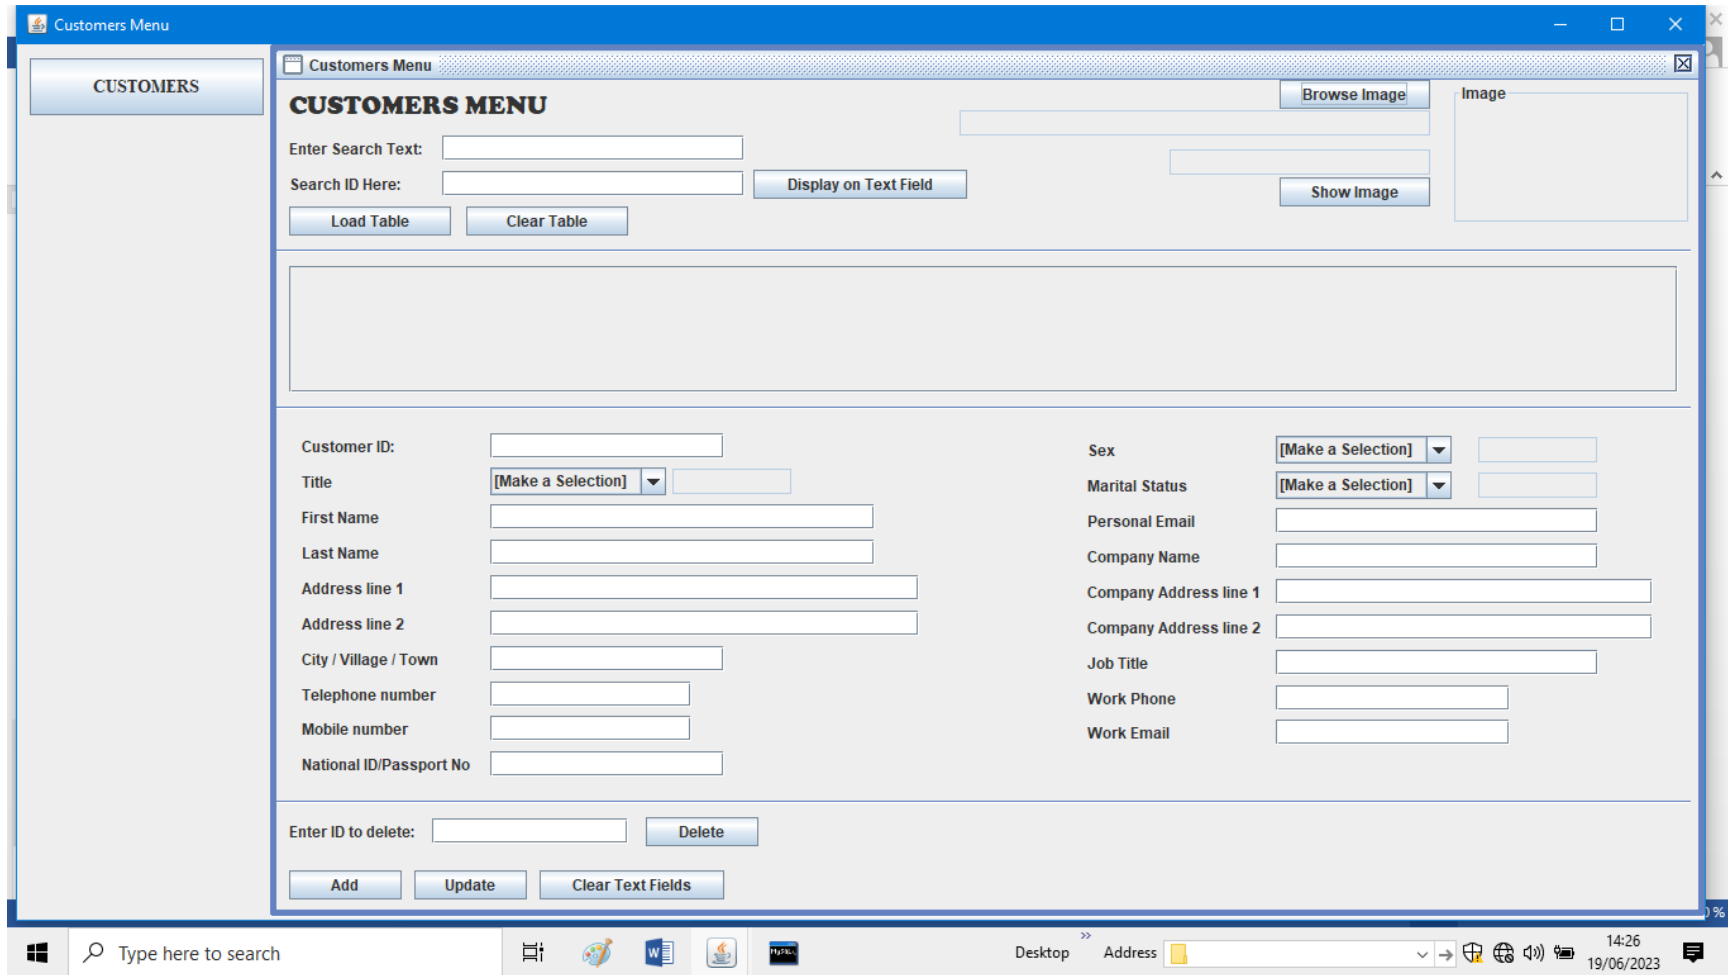 Customers Menu
CUSTOMERS
Customers Menu
CUSTOMERS MENU
Browse Image
Image
Enter Search Text:
Search ID Here:
Display on Text Field
Show Image
Load Table
Clear Table
Customer ID:
Title
[Make a Selection]
First Name
Last Name
Address line 1
Address line 2
City / Village / Town
Telephone number
Mobile number
National ID/Passport No
Sex
[Make a Selection]
Marital Status
[Make a Selection]
Personal Email
Company Name
Company Address line 1
Company Address line 2
Job Title
Work Phone
Work Email
Enter ID to delete:
Delete
Add
Update
Clear Text Fields
Type here to search
W
MySQL
Desktop
Address
14:26
19/06/2023